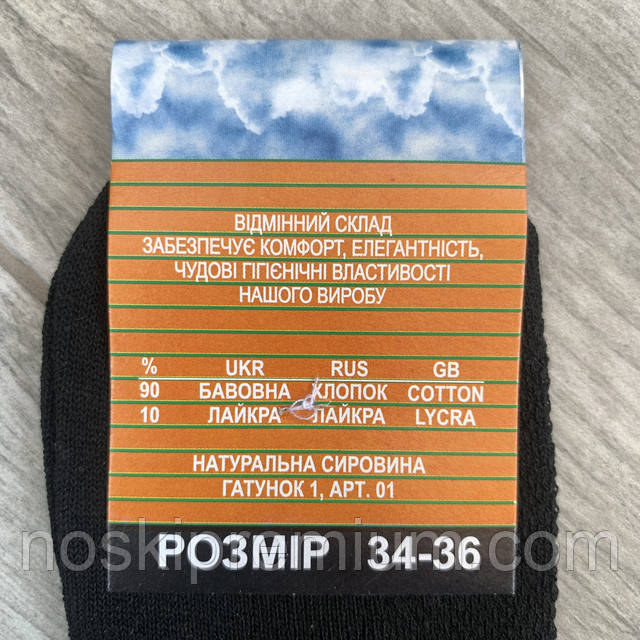 ВІДМІННИЙ СКЛАД
ЗАБЕЗПЕЧУЄ КОМФОРТ, ЕЛЕГАНТНІСТЬ,
ЧУДОВІ ГІГІЄНІЧНІ ВЛАСТИВОСТІ
НАШОГО ВИРОБУ
% UKR RUS GB
90 БАВОВНА ХЛОПОК COTTON
10 ЛАЙКРА ЛАЙКРА LYCRA
НАТУРАЛЬНА СИРОВИНА
ГАТУНОК 1, АРТ. 01
РОЗМІР 34-36
noskipremium.com.ua